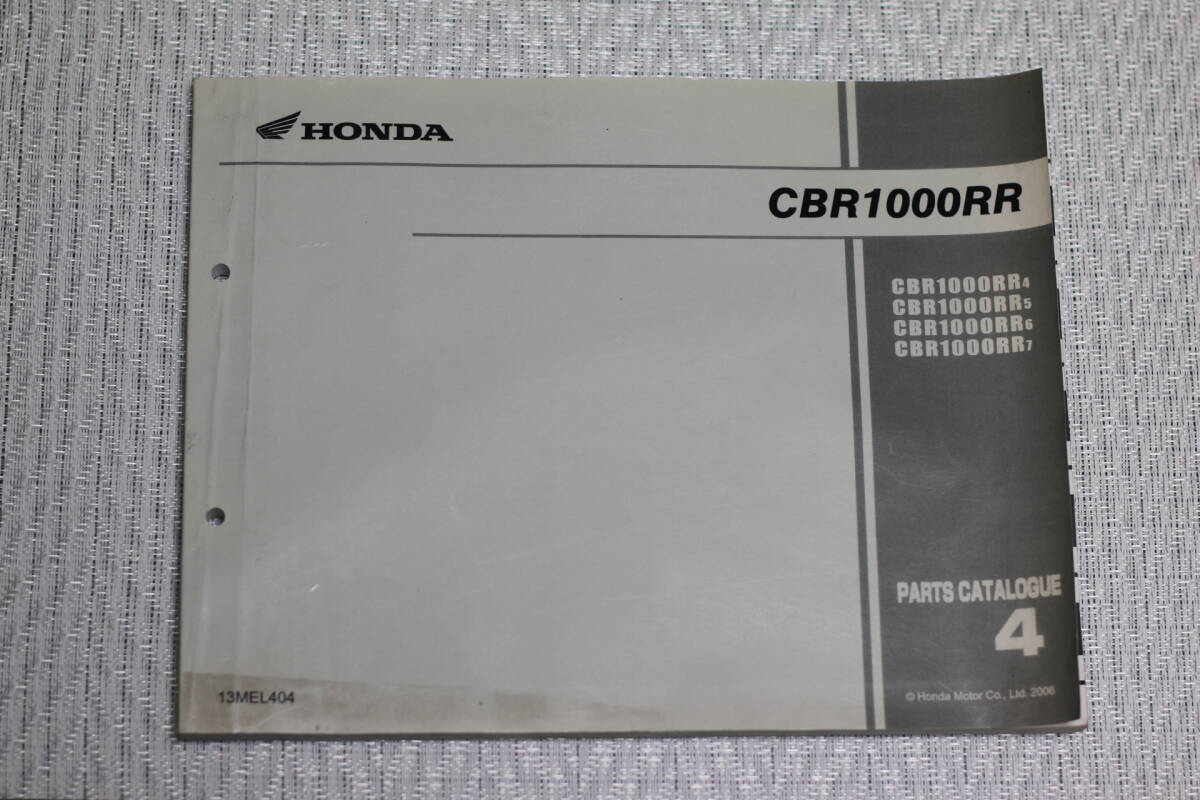 HONDA
CBR1000RR
CBR1000RR4
CBR1000RR5
CBR1000RR6
CBR1000RR7
PARTS CATALOGUE
4
13MEL404
© Honda Motor Co., Ltd. 2006